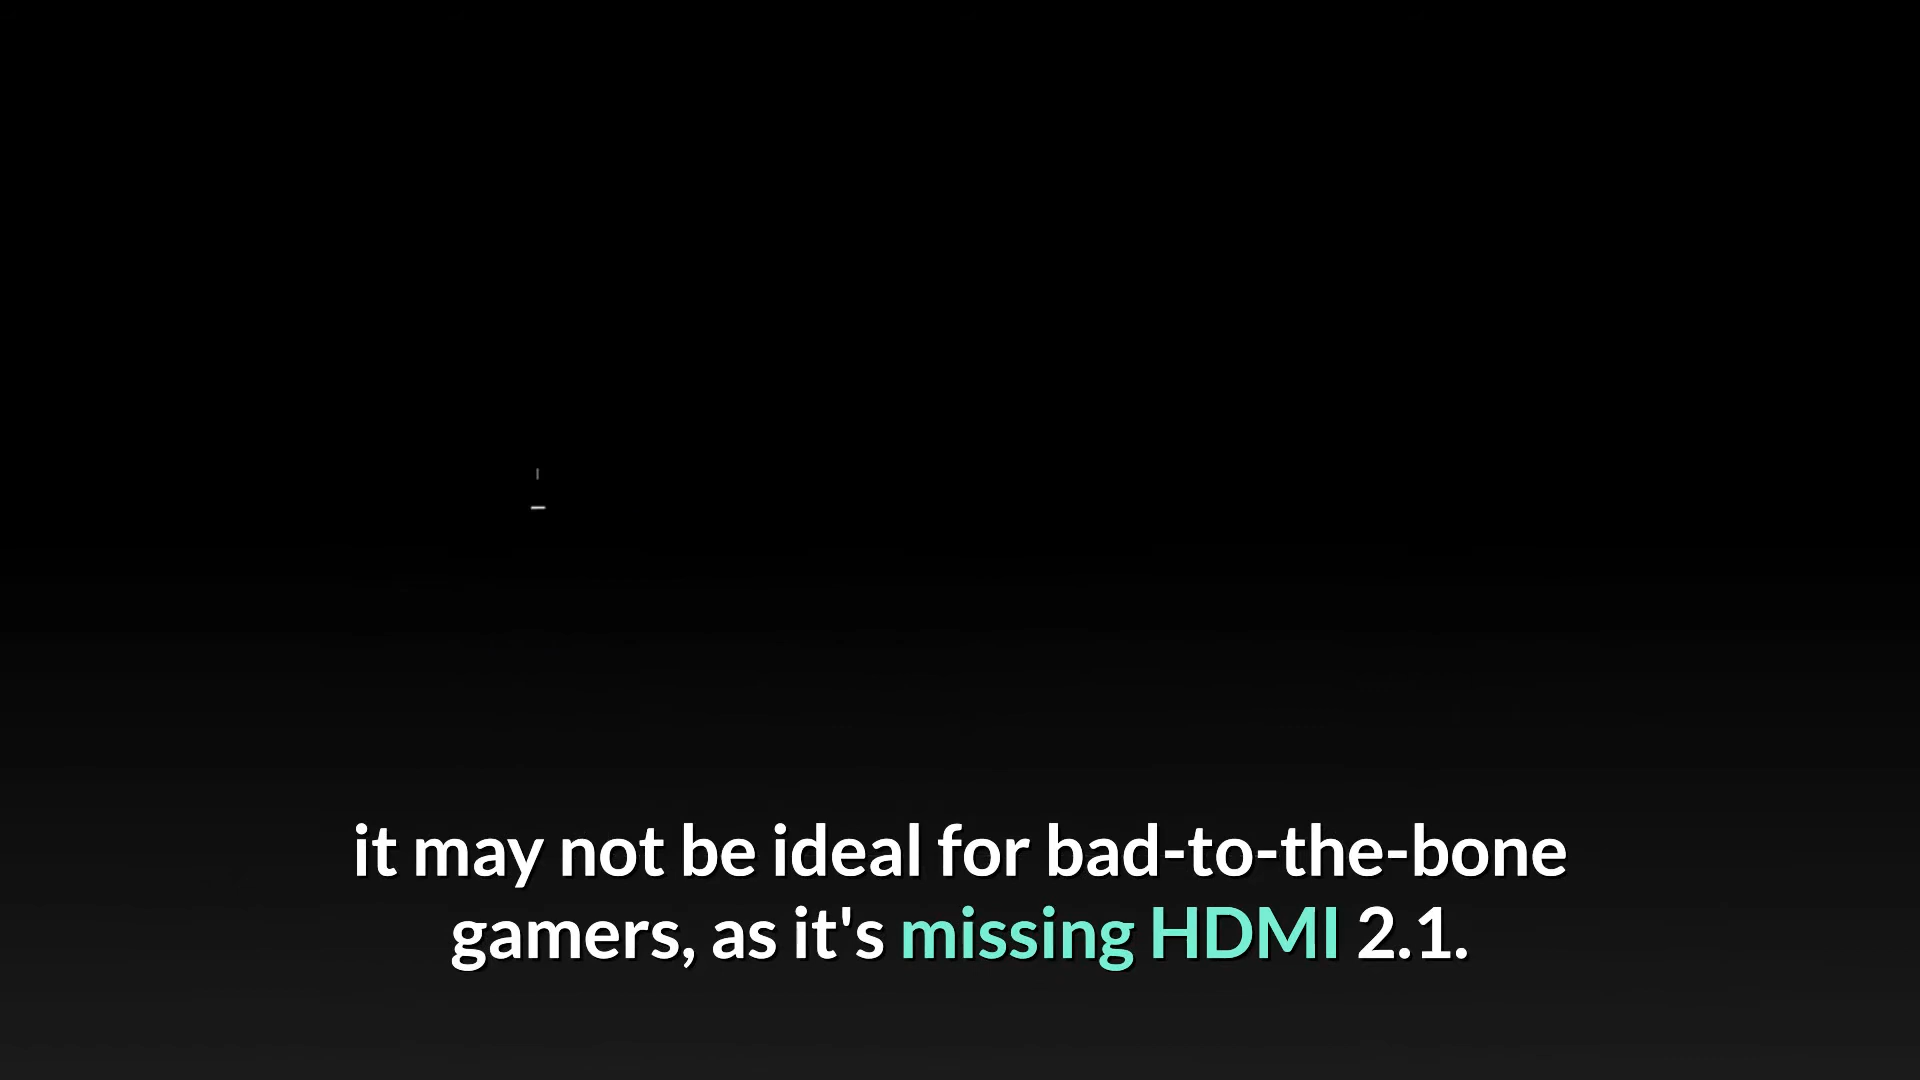 it may not be ideal for bad-to-the-bone
gamers, as it's missing HDMI 2.1.